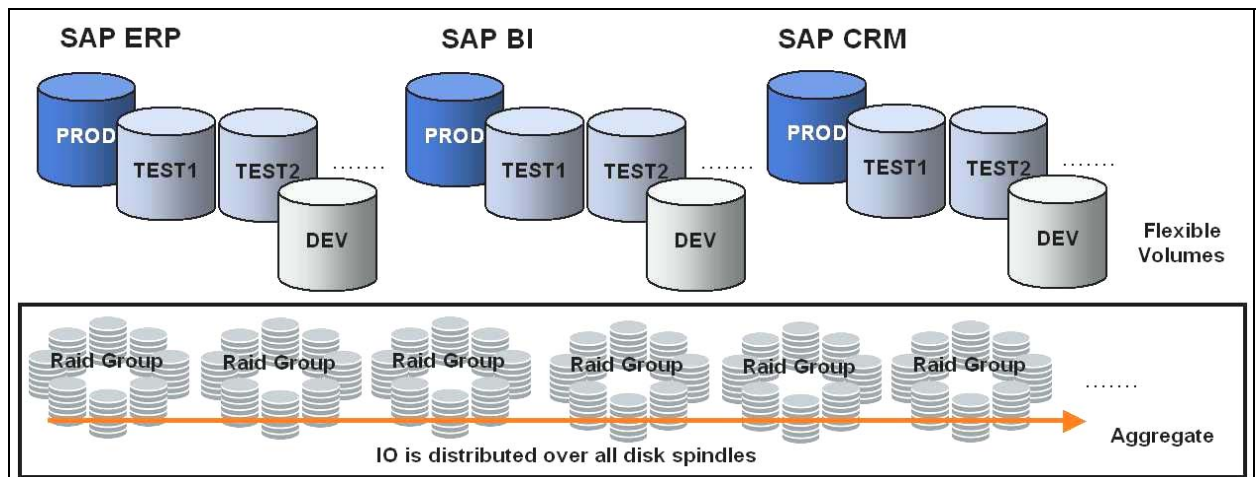 SAP ERP
SAP BI
SAP CRM
PROD
TEST1
TEST2
........
DEV
PROD
TEST1
TEST2
........
DEV
PROD
TEST1
TEST2
........
DEV
Flexible
Volumes
Raid Group
Raid Group
Raid Group
Raid Group
Raid Group
Raid Group
........
Aggregate
IO is distributed over all disk spindles